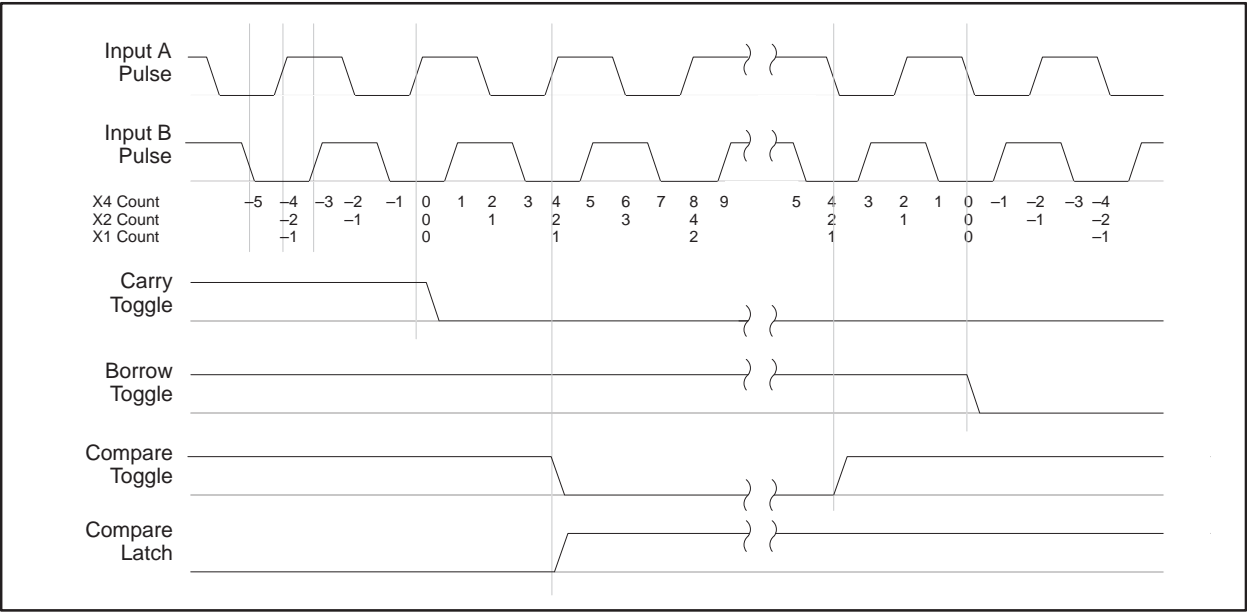 Input A
Pulse
Input B
Pulse
X4 Count –5 –4 –3 –2 –1 0 1 2 3 4 5 6 7 8 9 5 4 3 2 1 0 –1 –2 –3 –4
X2 Count –2 –1 0 1 2 3 4 2 1 0 –1 –2
X1 Count –1 0 1 2 1 0 –1
Carry
Toggle
Borrow
Toggle
Compare
Toggle
Compare
Latch